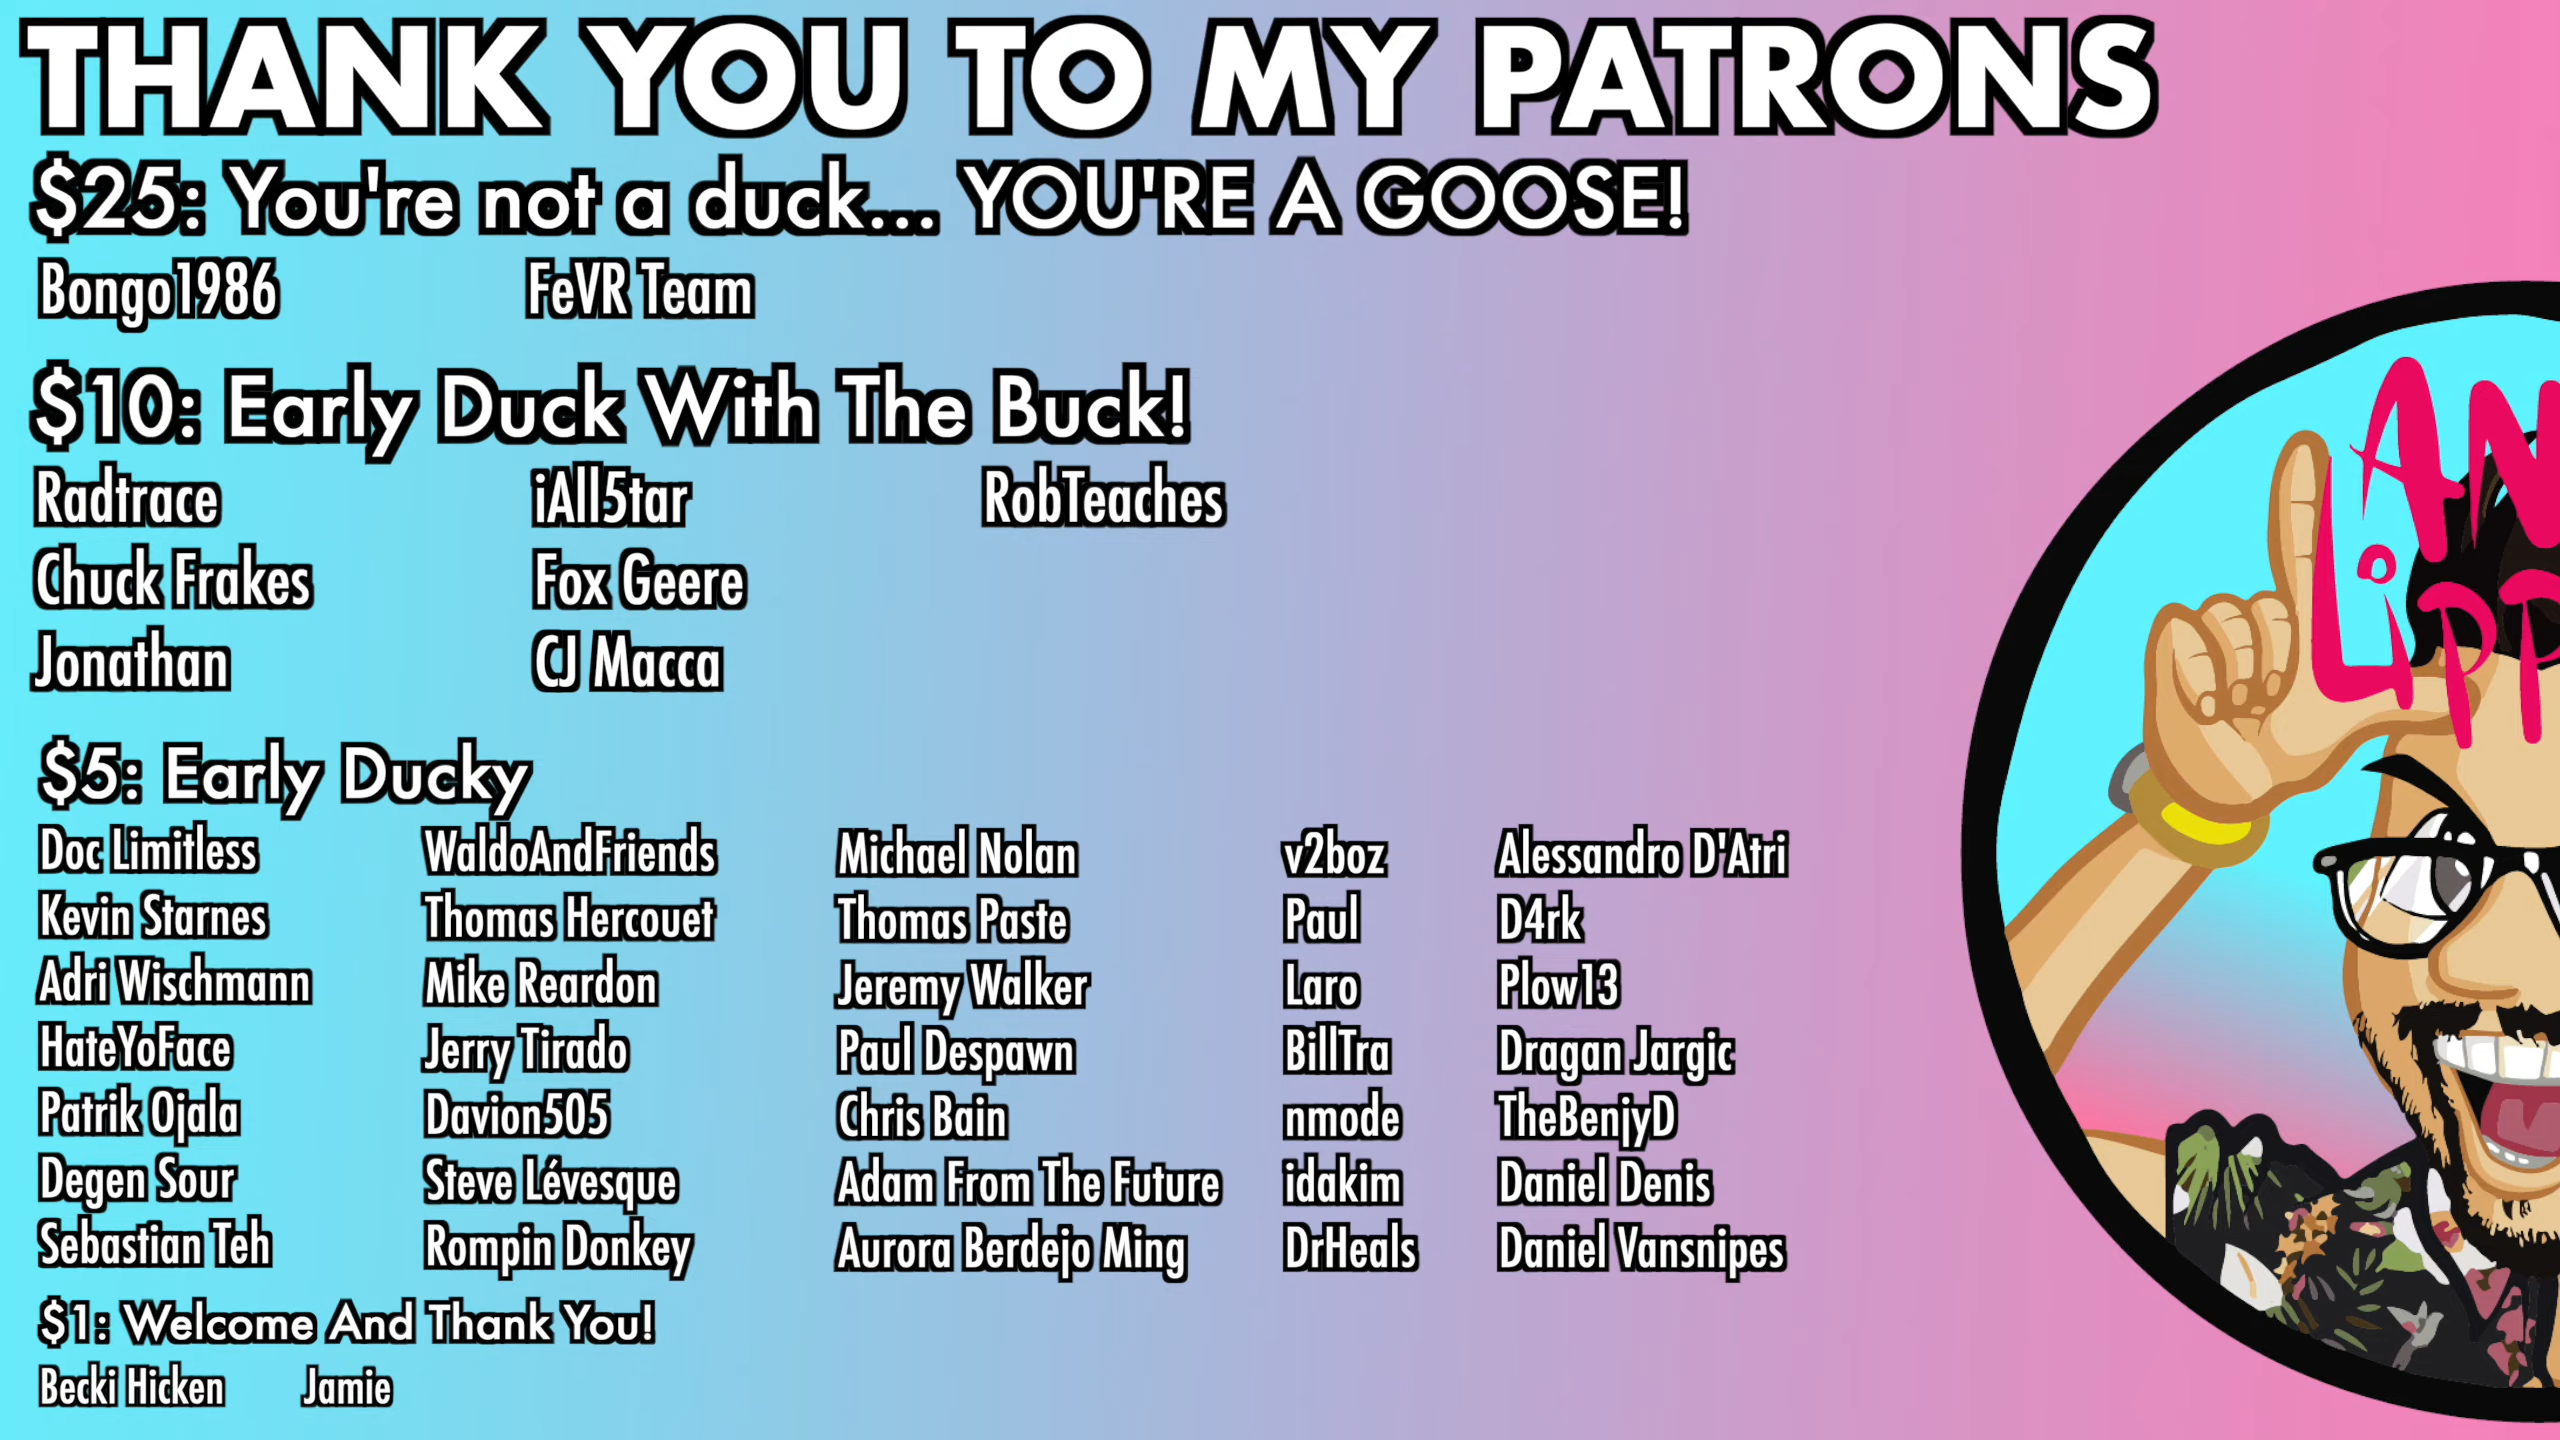 THANK YOU TO MY PATRONS
$25: You're not a duck... YOU'RE A GOOSE!
Bongo1986 FeVR Team
$10: Early Duck With The Buck!
Radtrace iAll5tar RobTeaches
Chuck Frakes Fox Geere
Jonathan CJ Macca
$5: Early Ducky
Doc Limitless WaldoAndFriends Michael Nolan v2boz Alessandro D'Atri
Kevin Starnes Thomas Hercouet Thomas Paste Paul D4rk
Adri Wischmann Mike Reardon Jeremy Walker Laro Plow13
HateYoFace Jerry Tirado Paul Despawn BillTra Dragan Jargic
Patrik Ojala Davion505 Chris Bain nmode TheBenjyD
Degen Sour Steve Lévesque Adam From The Future idakim Daniel Denis
Sebastian Teh Rompin Donkey Aurora Berdejo Ming DrHeals Daniel Vansnipes
$1: Welcome And Thank You!
Becki Hicken Jamie
AN
LiPP